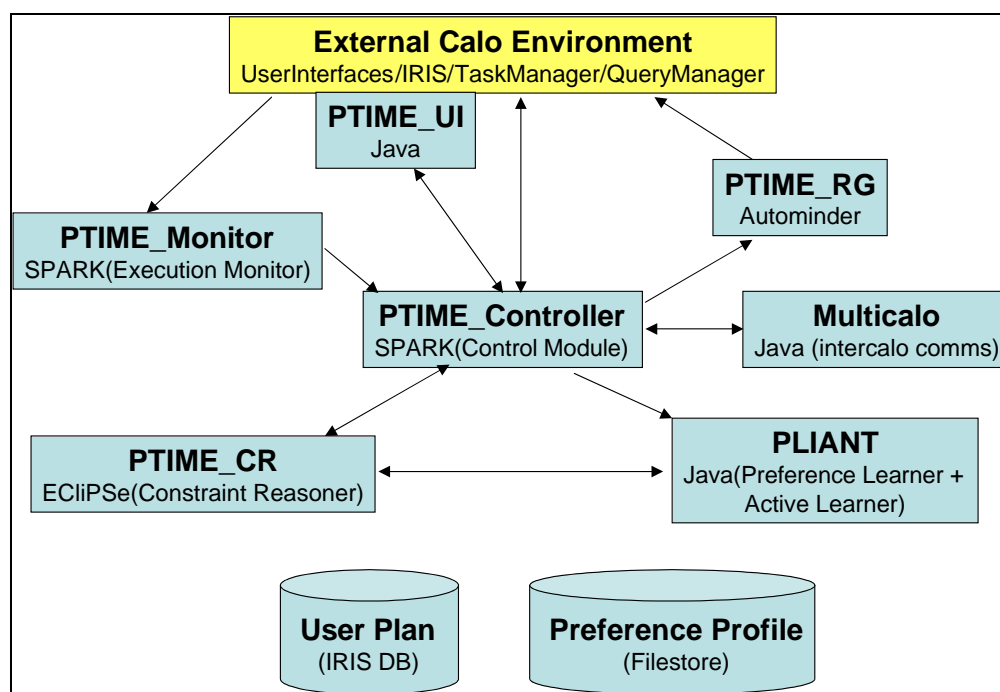 External Calo Environment
UserInterfaces/IRIS/TaskManager/QueryManager
PTIME_UI
Java
PTIME_RG
Autominder
PTIME_Monitor
SPARK(Execution Monitor)
PTIME_Controller
SPARK(Control Module)
Multicalo
Java (intercalo comms)
PTIME_CR
ECliPSe(Constraint Reasoner)
PLIANT
Java(Preference Learner +
Active Learner)
User Plan
(IRIS DB)
Preference Profile
(Filestore)